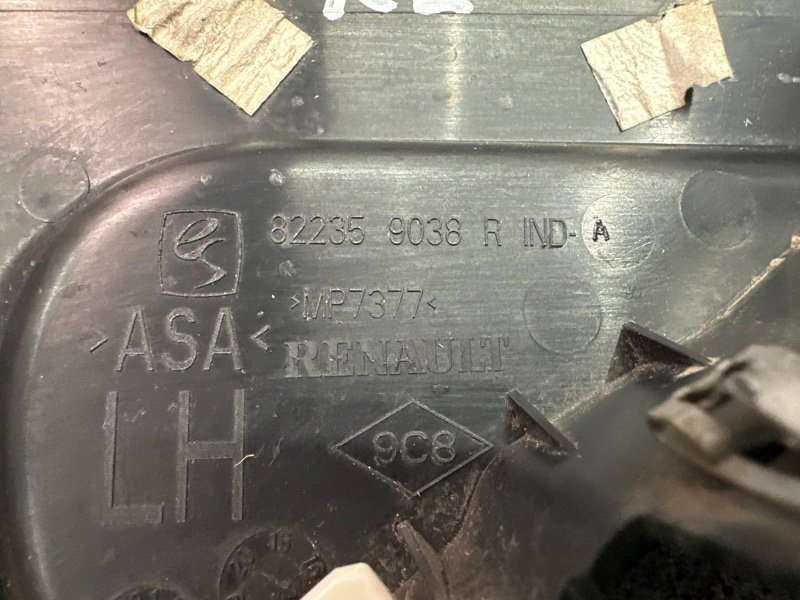 82235 9038 R IND-A
>MP7377<
>ASA<
RENAULT
LH
9C8